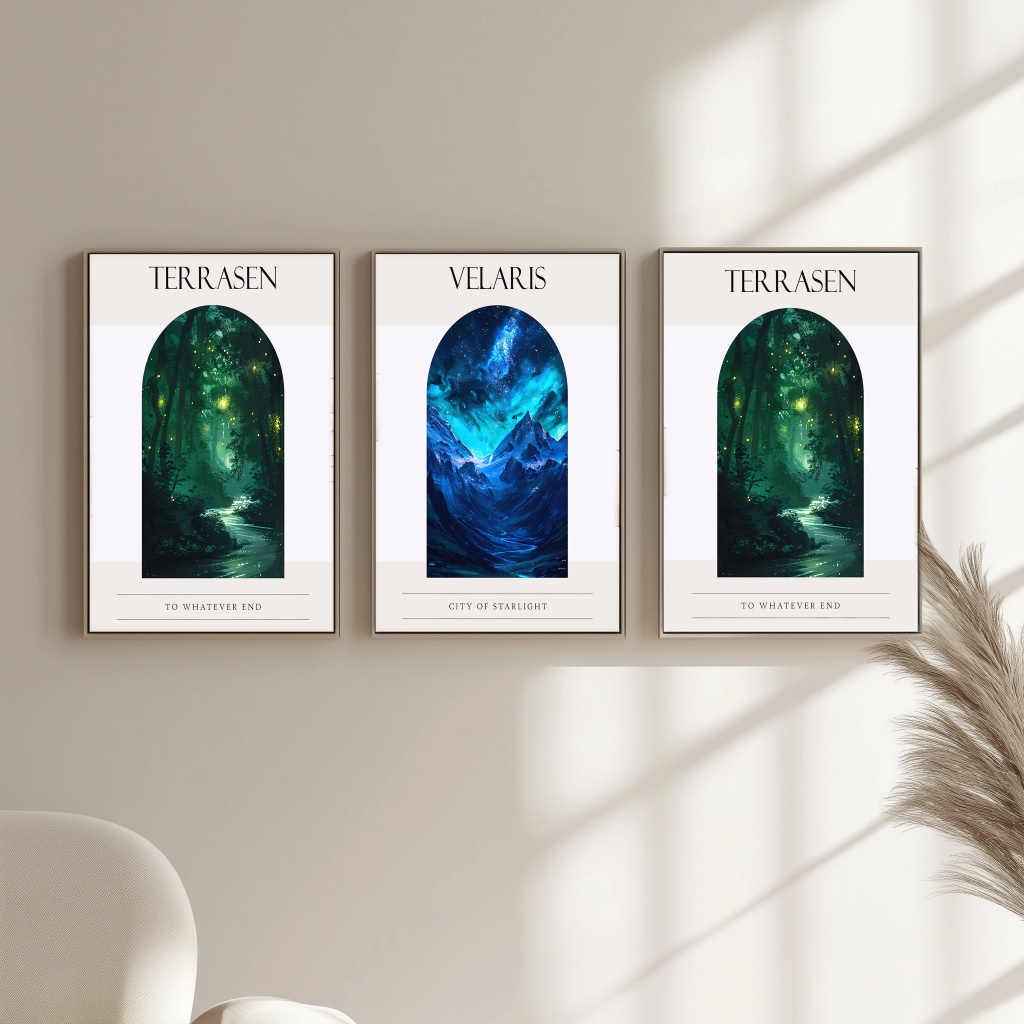 TERRASEN
TO WHATEVER END
VELARIS
CITY OF STARLIGHT
TERRASEN
TO WHATEVER END